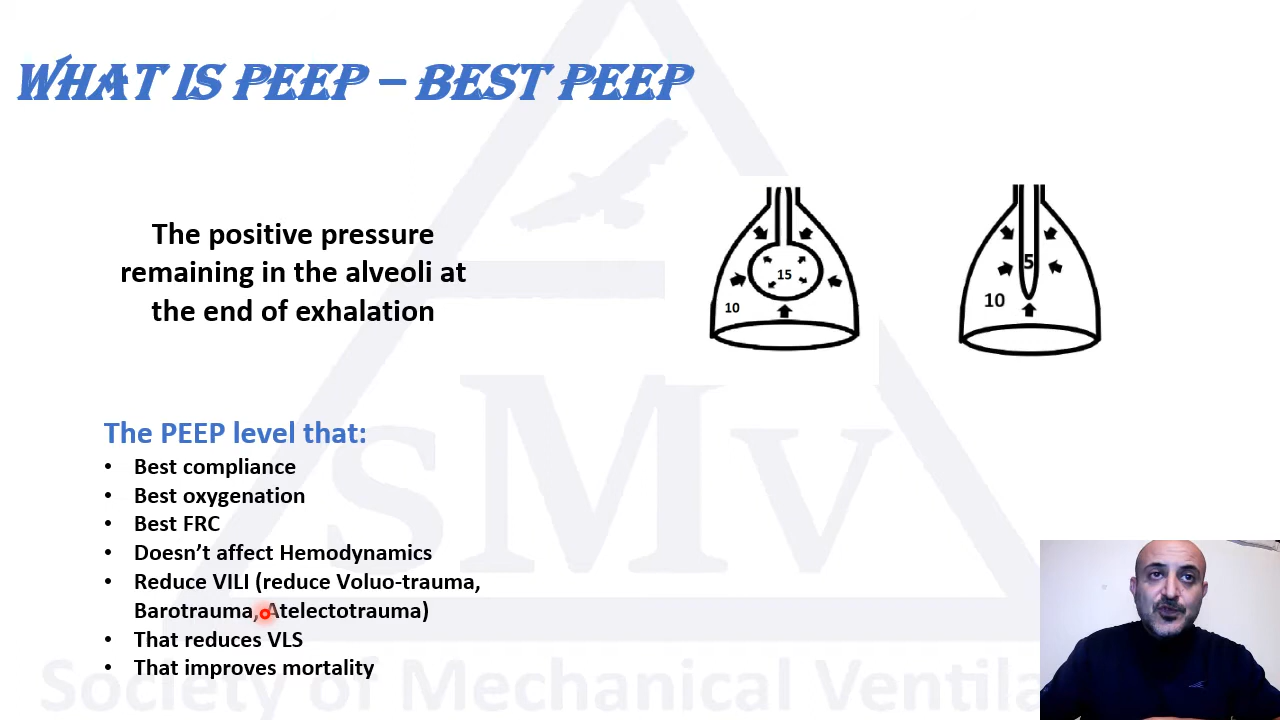 WHAT IS PEEP – BEST PEEP
The positive pressure
remaining in the alveoli at
the end of exhalation
15
10
5
10
The PEEP level that:
• Best compliance
• Best oxygenation
• Best FRC
• Doesn’t affect Hemodynamics
• Reduce VILI (reduce Voluo-trauma,
Barotrauma, Atelectotrauma)
• That reduces VLS
• That improves mortality
SMV
Society of Mechanical Ventila